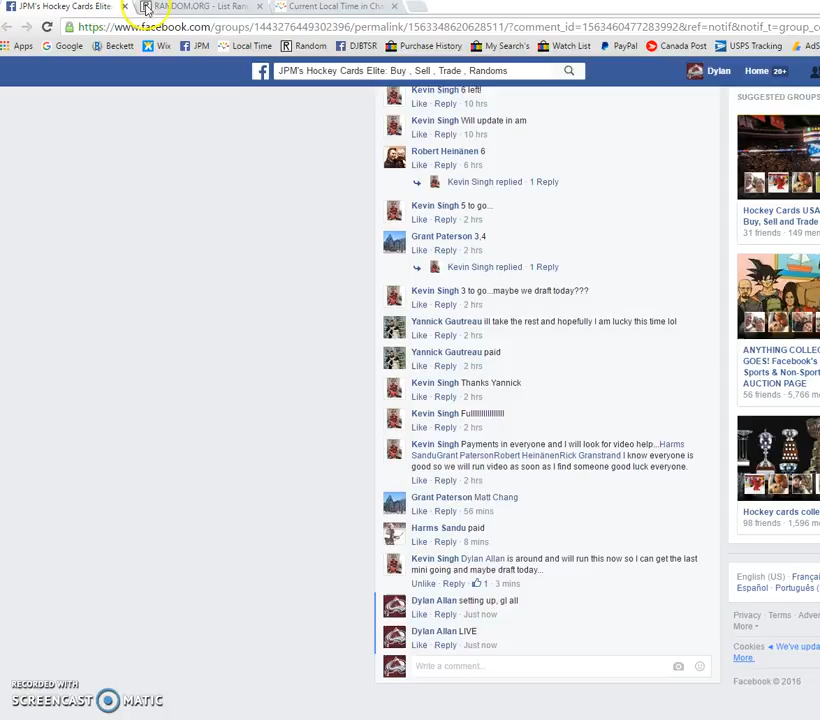 JPM's Hockey Cards Elite:
RANDOM.ORG - List Ran
Current Local Time in Ch
https://www.facebook.com/groups/1443276449302396/permalink/1563348620628511/?comment_id=1563460477283992&ref=notif&notif_t=group_c
Apps Google Beckett Wix JPM Local Time Random DJBTSR Purchase History My Search's Watch List PayPal Canada Post USPS Tracking AdS
JPM's Hockey Cards Elite: Buy , Sell , Trade , Randoms
Dylan Home 20+
Kevin Singh 6 left!
Like · Reply · 10 hrs
Kevin Singh Will update in am
Like · Reply · 10 hrs
Robert Heinänen 6
Like · Reply · 6 hrs
Kevin Singh replied · 1 Reply
Kevin Singh 5 to go...
Like · Reply · 2 hrs
Grant Paterson 3,4
Like · Reply · 2 hrs
Kevin Singh replied · 1 Reply
Kevin Singh 3 to go...maybe we draft today???
Like · Reply · 2 hrs
Yannick Gautreau ill take the rest and hopefully I am lucky this time lol
Like · Reply · 2 hrs
Yannick Gautreau paid
Like · Reply · 2 hrs
Kevin Singh Thanks Yannick
Like · Reply · 2 hrs
Kevin Singh Fullllllllllllllll
Like · Reply · 2 hrs
Kevin Singh Payments in everyone and I will look for video help...Harms
SanduGrant PatersonRobert HeinänenRick Granstrand I know everyone is
good so we will run video as soon as I find someone good luck everyone.
Like · Reply · 2 hrs
Grant Paterson Matt Chang
Like · Reply · 56 mins
Harms Sandu paid
Like · Reply · 8 mins
Kevin Singh Dylan Allan is around and will run this now so I can get the last
mini going and maybe draft today...
Unlike · Reply · 1 · 3 mins
Dylan Allan setting up, gl all
Like · Reply · Just now
Dylan Allan LIVE
Like · Reply · Just now
Write a comment...
SUGGESTED GROUPS
Hockey Cards USA
Buy, Sell and Trade
31 friends · 149 mem
ANYTHING COLLEC
GOES! Facebook's
Sports & Non-Sport
AUCTION PAGE
56 friends · 5,766 me
Hockey cards colle
98 friends · 1,596 me
English (US) · França
Español · Português (
Privacy · Terms · Adver
More
Cookies We've upda
More.
Facebook © 2016
RECORDED WITH
SCREENCAST MATIC